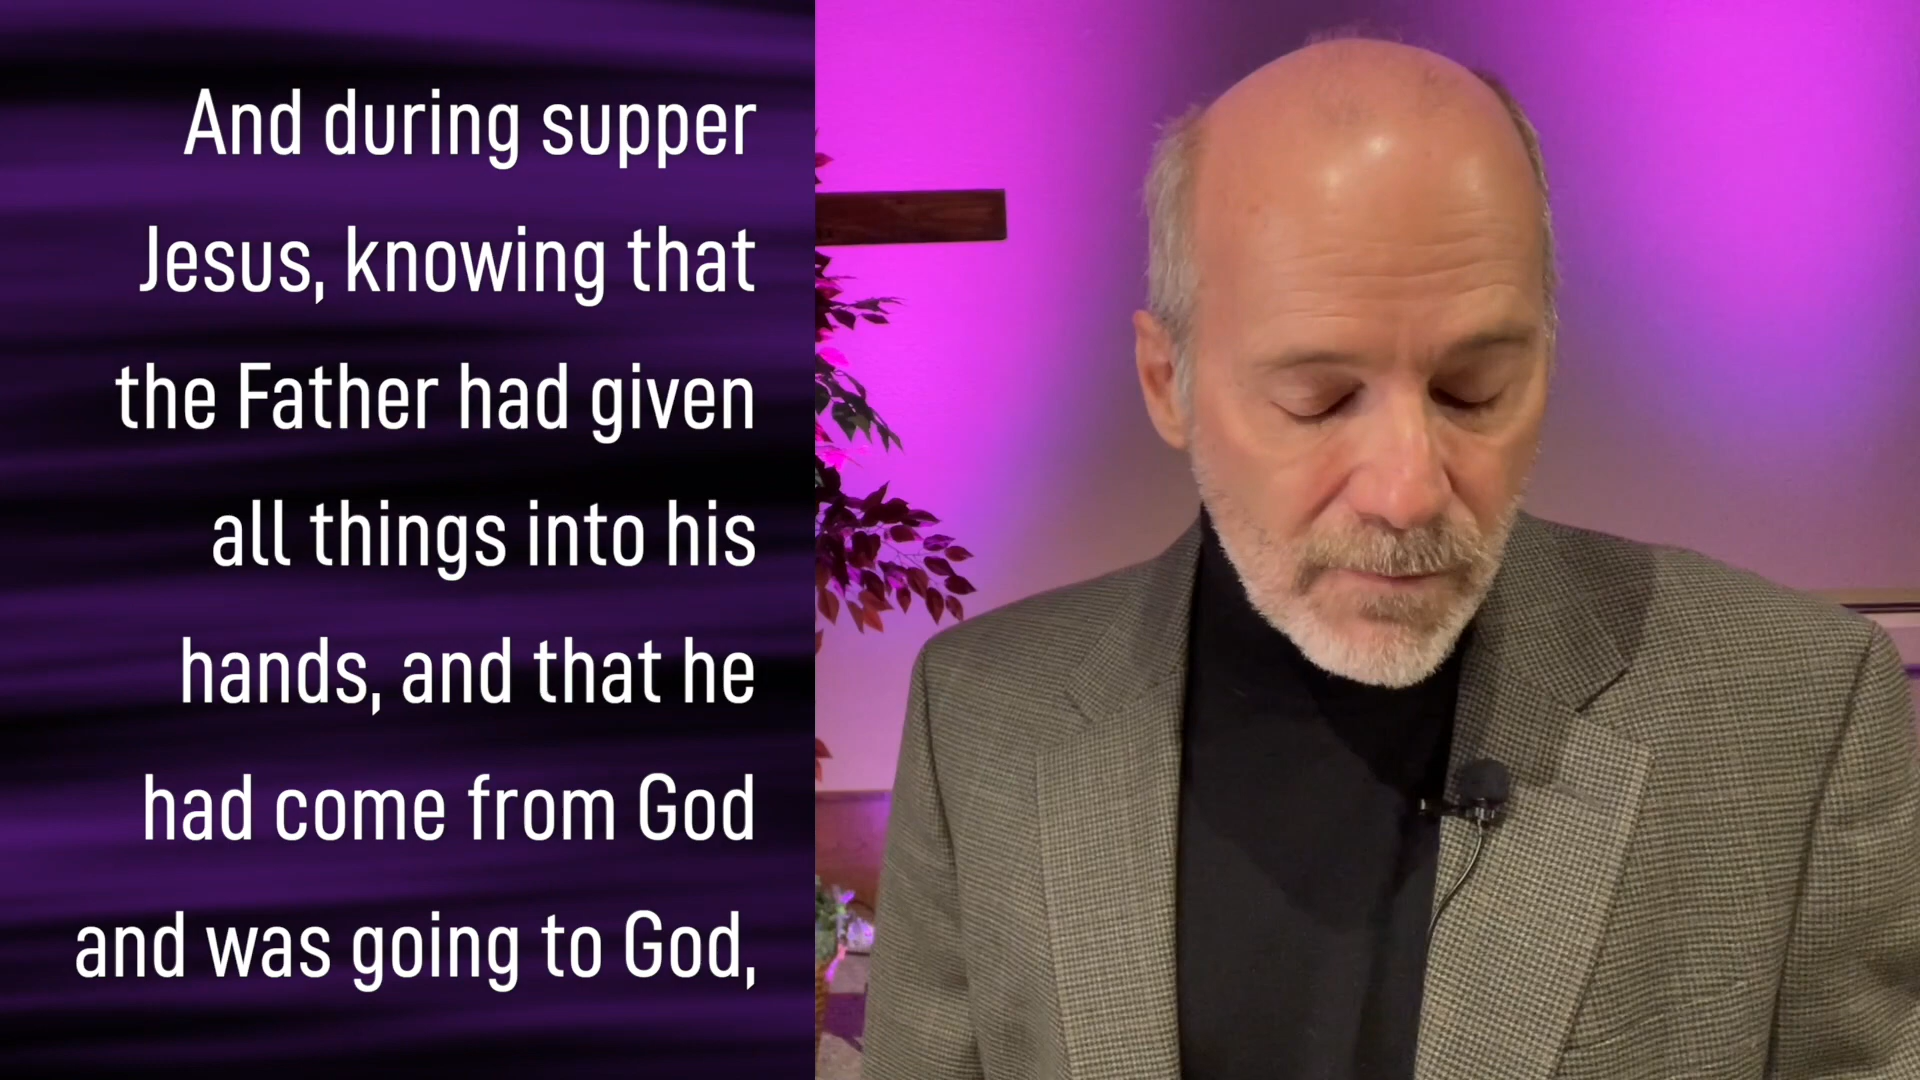 And during supper
Jesus, knowing that
the Father had given
all things into his
hands, and that he
had come from God
and was going to God,